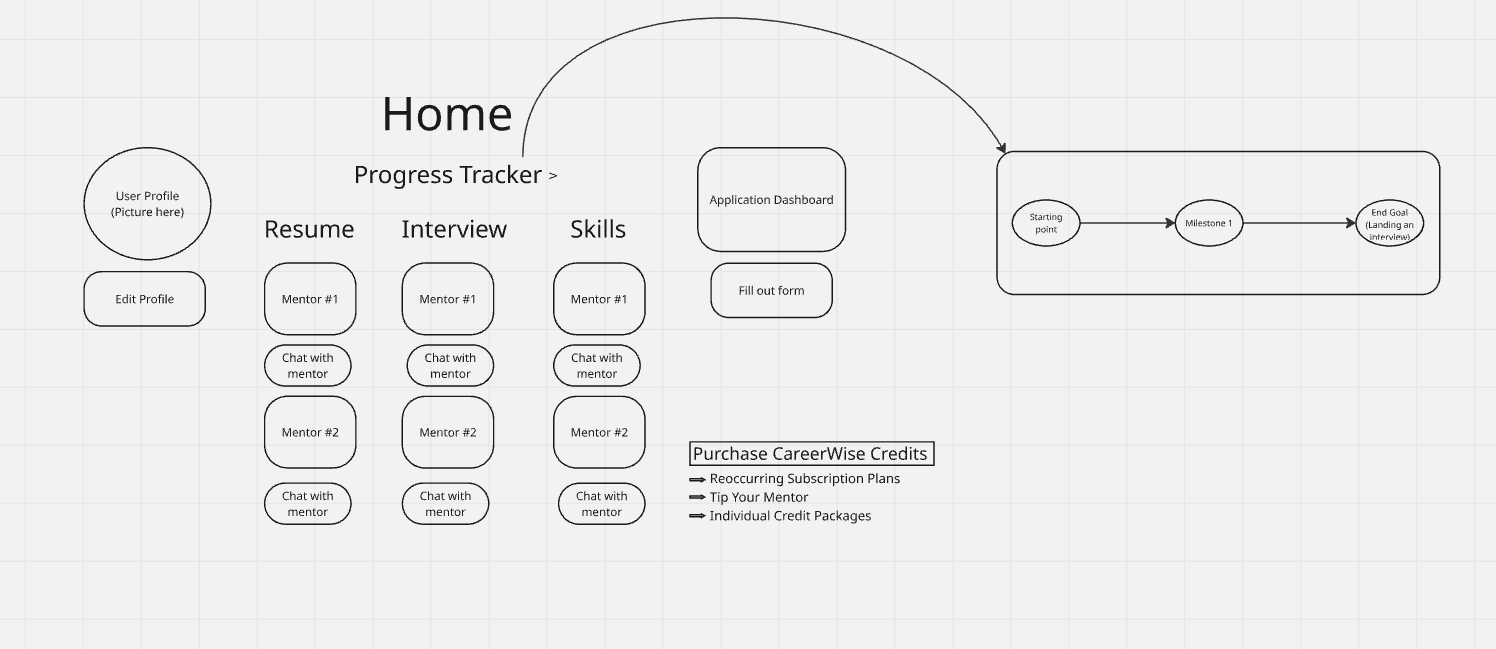 Home
Progress Tracker >
User Profile
(Picture here)
Edit Profile
Resume
Mentor #1
Chat with
mentor
Mentor #2
Chat with
mentor
Interview
Mentor #1
Chat with
mentor
Mentor #2
Chat with
mentor
Skills
Mentor #1
Chat with
mentor
Mentor #2
Chat with
mentor
Application Dashboard
Fill out form
Purchase CareerWise Credits
Reoccurring Subscription Plans
Tip Your Mentor
Individual Credit Packages
Starting
point
Milestone 1
End Goal
(Landing an
interview)